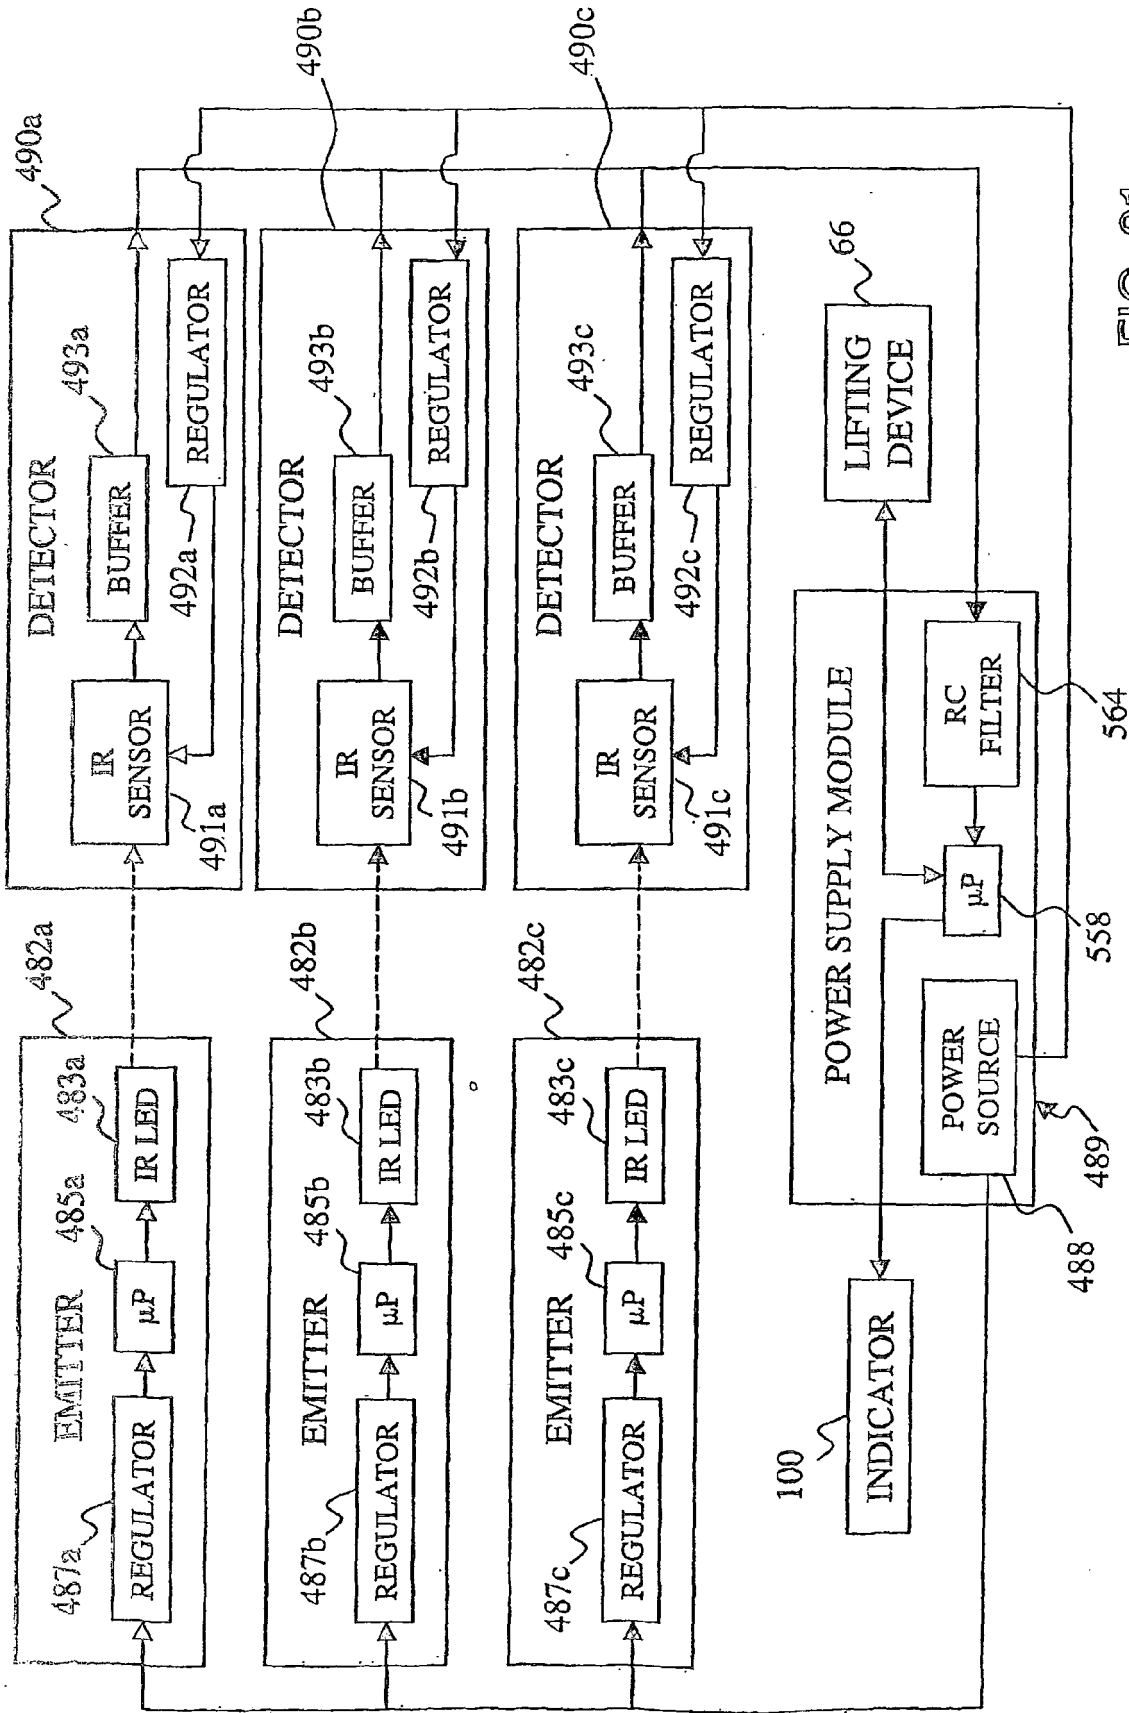 482a
490a
EMITTER
DETECTOR
487a
485a
483a
493a
REGULATOR
µP
IR LED
IR
SENSOR
BUFFER
491a
492a
REGULATOR
482b
490b
EMITTER
DETECTOR
487b
485b
483b
493b
REGULATOR
µP
IR LED
IR
SENSOR
BUFFER
491b
492b
REGULATOR
482c
490c
EMITTER
DETECTOR
487c
485c
483c
493c
REGULATOR
µP
IR LED
IR
SENSOR
BUFFER
491c
492c
REGULATOR
100
INDICATOR
POWER SUPPLY MODULE
66
LIFTING
DEVICE
POWER
SOURCE
µP
RC
FILTER
488
489
558
564